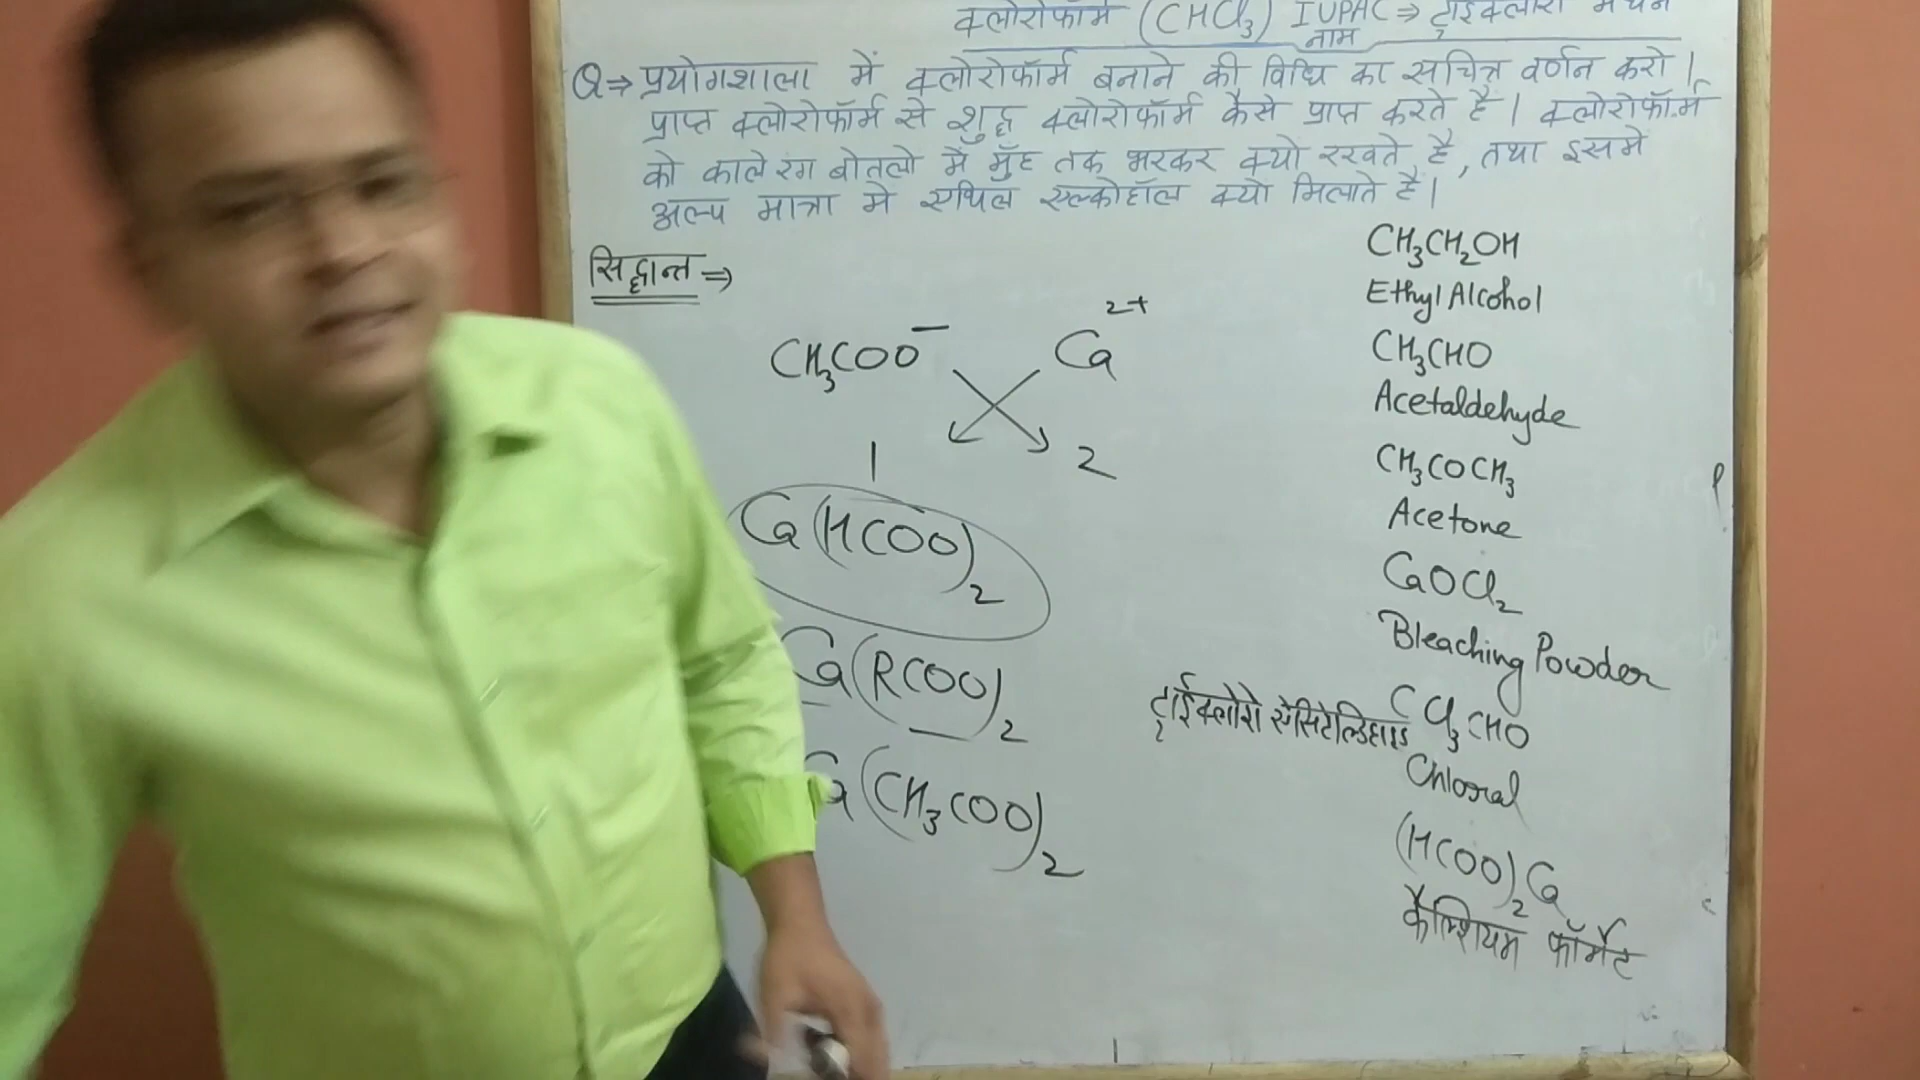 क्लोरोफॉर्म (CHCl₃) IUPAC ⇒ ट्राइक्लोरो मेथेन
नाम
Q⇒ प्रयोगशाला में क्लोरोफॉर्म बनाने की विधि का सचित्र वर्णन करो।
प्राप्त क्लोरोफॉर्म से शुद्ध क्लोरोफॉर्म कैसे प्राप्त करते है। क्लोरोफॉर्म
को काले रंग बोतलो में मुँह तक भरकर क्यो रखते है, तथा इसमे
अल्प मात्रा मे एथिल एल्कोहॉल क्यो मिलाते है।
सिद्धान्त ⇒
CH₃COO⁻ Ca²⁺
1 2
Ca(HCOO)₂
Ca(RCOO)₂
Ca(CH₃COO)₂
CH₃CH₂OH
Ethyl Alcohol
CH₃CHO
Acetaldehyde
CH₃COCH₃
Acetone
CaOCl₂
Bleaching Powder
ट्राईक्लोरो एसिटेल्डिहाइड CCl₃CHO
Chloral
(HCOO)₂Ca
कैल्शियम फॉर्मेट